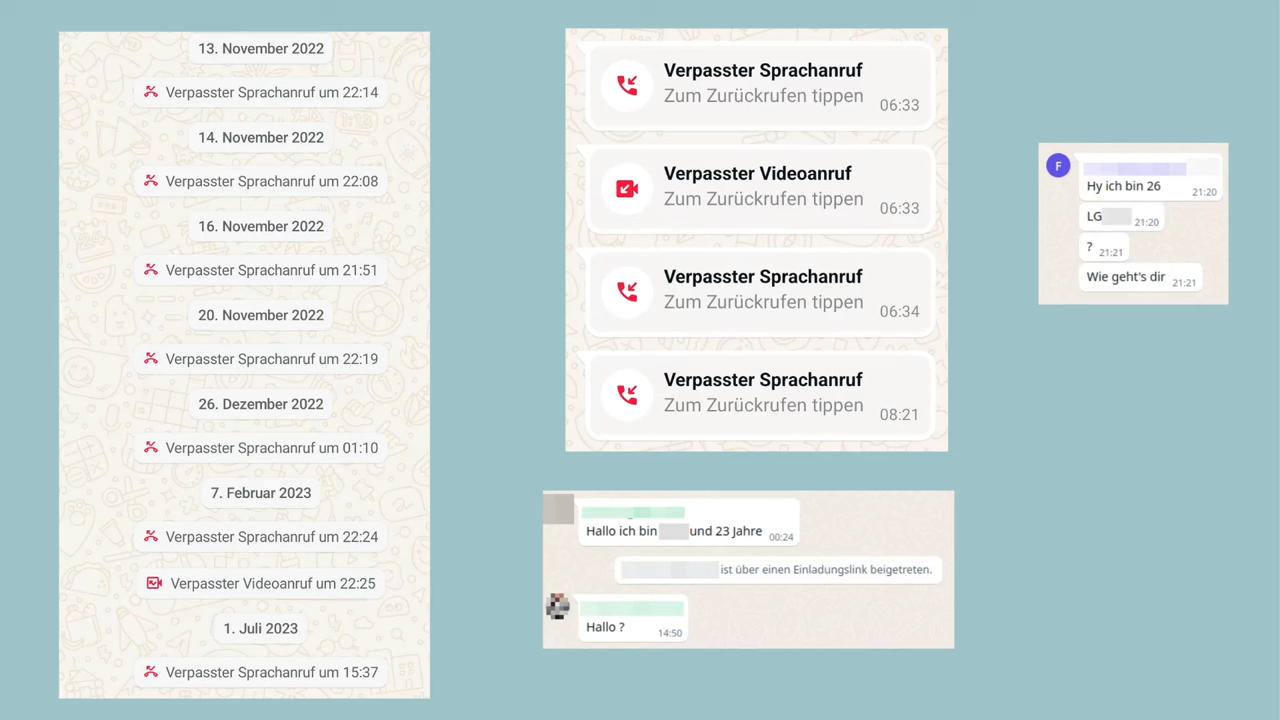 13. November 2022
Verpasster Sprachanruf um 22:14
14. November 2022
Verpasster Sprachanruf um 22:08
16. November 2022
Verpasster Sprachanruf um 21:51
20. November 2022
Verpasster Sprachanruf um 22:19
26. Dezember 2022
Verpasster Sprachanruf um 01:10
7. Februar 2023
Verpasster Sprachanruf um 22:24
Verpasster Videoanruf um 22:25
1. Juli 2023
Verpasster Sprachanruf um 15:37
Verpasster Sprachanruf
Zum Zurückrufen tippen 06:33
Verpasster Videoanruf
Zum Zurückrufen tippen 06:33
Verpasster Sprachanruf
Zum Zurückrufen tippen 06:34
Verpasster Sprachanruf
Zum Zurückrufen tippen 08:21
Hallo ich bin und 23 Jahre 00:24
ist über einen Einladungslink beigetreten.
Hallo ? 14:50
F
Hy ich bin 26 21:20
LG 21:20
? 21:21
Wie geht's dir 21:21